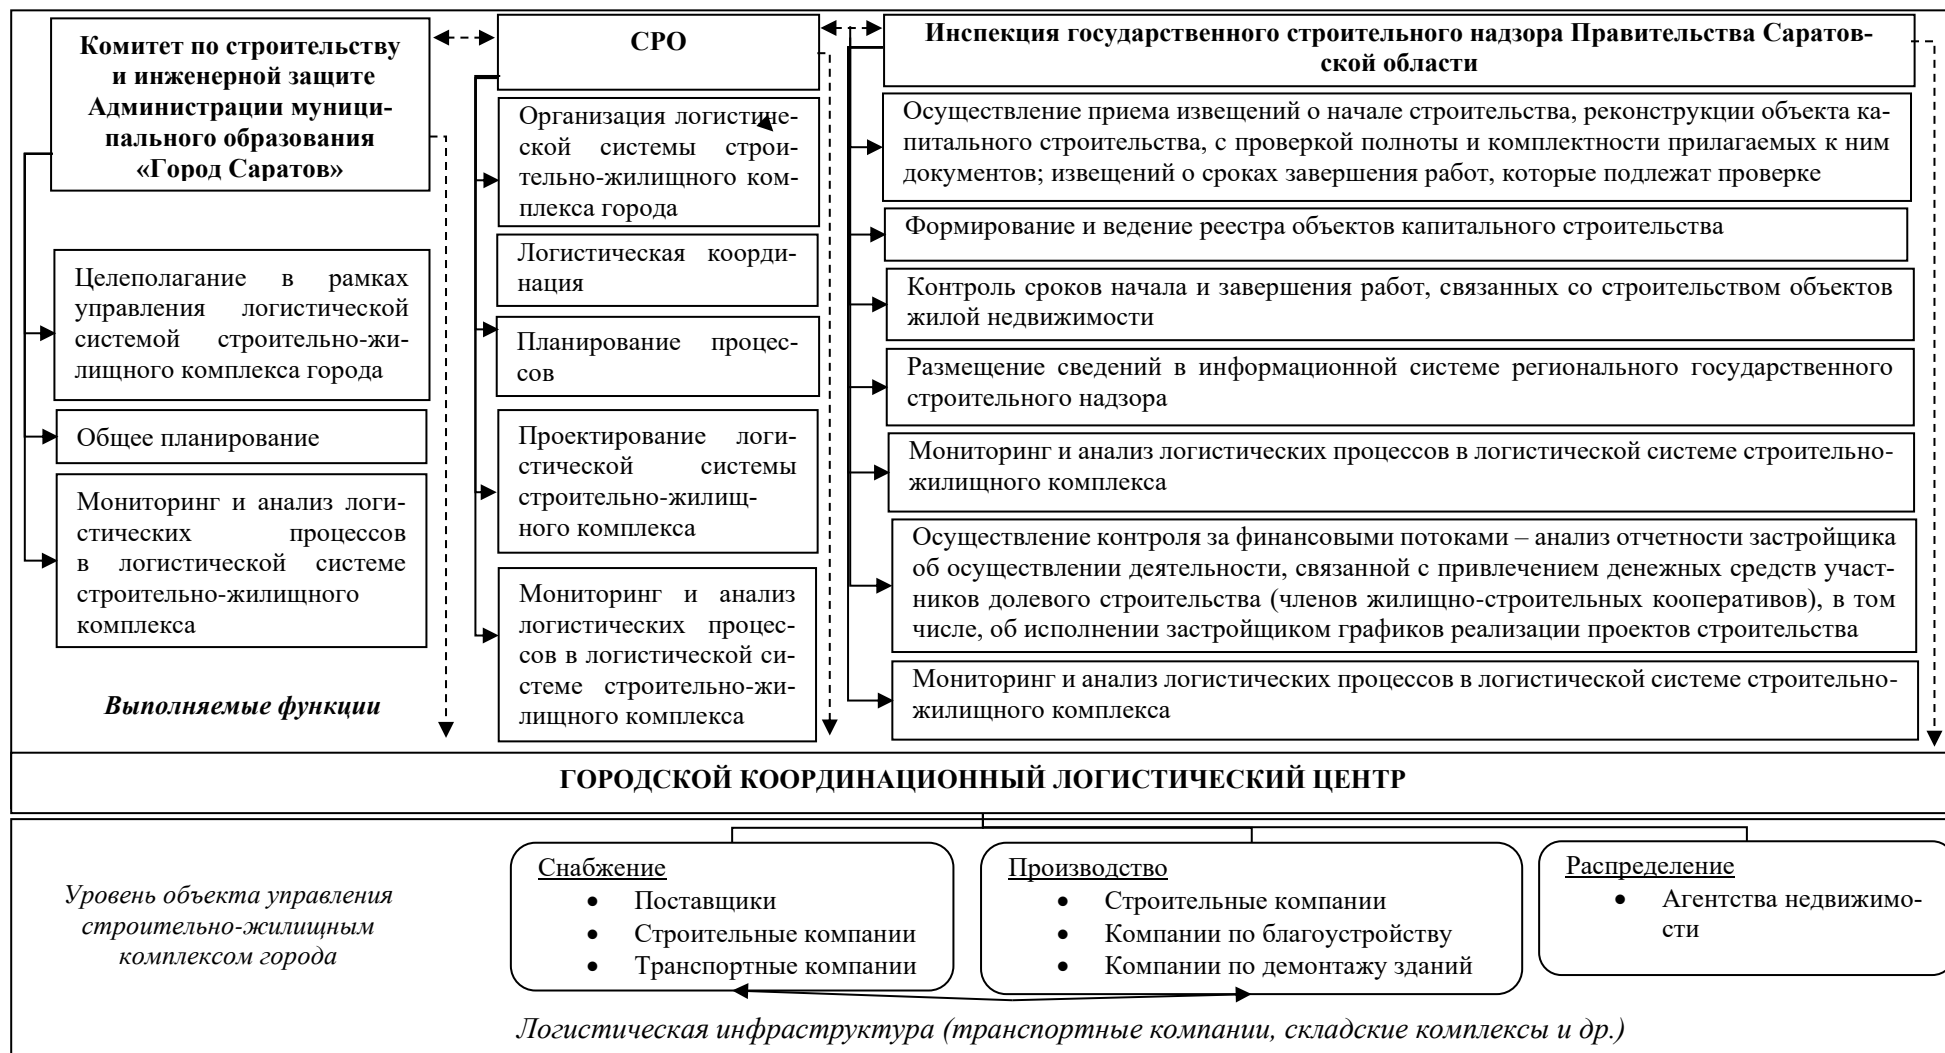 Комитет по строительству
и инженерной защите
Администрации муници-
пального образования
«Город Саратов»
Целеполагание в рамках
управления логистической
системой строительно-жи-
лищного комплекса города
Общее планирование
Мониторинг и анализ логи-
стических процессов
в логистической системе
строительно-жилищного
комплекса
Выполняемые функции
СРО
Организация логистиче-
ской системы строи-
тельно-жилищного ком-
плекса города
Логистическая коорди-
нация
Планирование процес-
сов
Проектирование логи-
стической системы
строительно-жилищ-
ного комплекса
Мониторинг и анализ
логистических процес-
сов в логистической си-
стеме строительно-жи-
лищного комплекса
Инспекция государственного строительного надзора Правительства Саратов-
ской области
Осуществление приема извещений о начале строительства, реконструкции объекта ка-
питального строительства, с проверкой полноты и комплектности прилагаемых к ним
документов; извещений о сроках завершения работ, которые подлежат проверке
Формирование и ведение реестра объектов капитального строительства
Контроль сроков начала и завершения работ, связанных со строительством объектов
жилой недвижимости
Размещение сведений в информационной системе регионального государственного
строительного надзора
Мониторинг и анализ логистических процессов в логистической системе строительно-
жилищного комплекса
Осуществление контроля за финансовыми потоками – анализ отчетности застройщика
об осуществлении деятельности, связанной с привлечением денежных средств участ-
ников долевого строительства (членов жилищно-строительных кооперативов), в том
числе, об исполнении застройщиком графиков реализации проектов строительства
Мониторинг и анализ логистических процессов в логистической системе строительно-
жилищного комплекса
ГОРОДСКОЙ КООРДИНАЦИОННЫЙ ЛОГИСТИЧЕСКИЙ ЦЕНТР
Уровень объекта управления
строительно-жилищным
комплексом города
Снабжение
• Поставщики
• Строительные компании
• Транспортные компании
Производство
• Строительные компании
• Компании по благоустройству
• Компании по демонтажу зданий
Распределение
• Агентства недвижимо-
сти
Логистическая инфраструктура (транспортные компании, складские комплексы и др.)